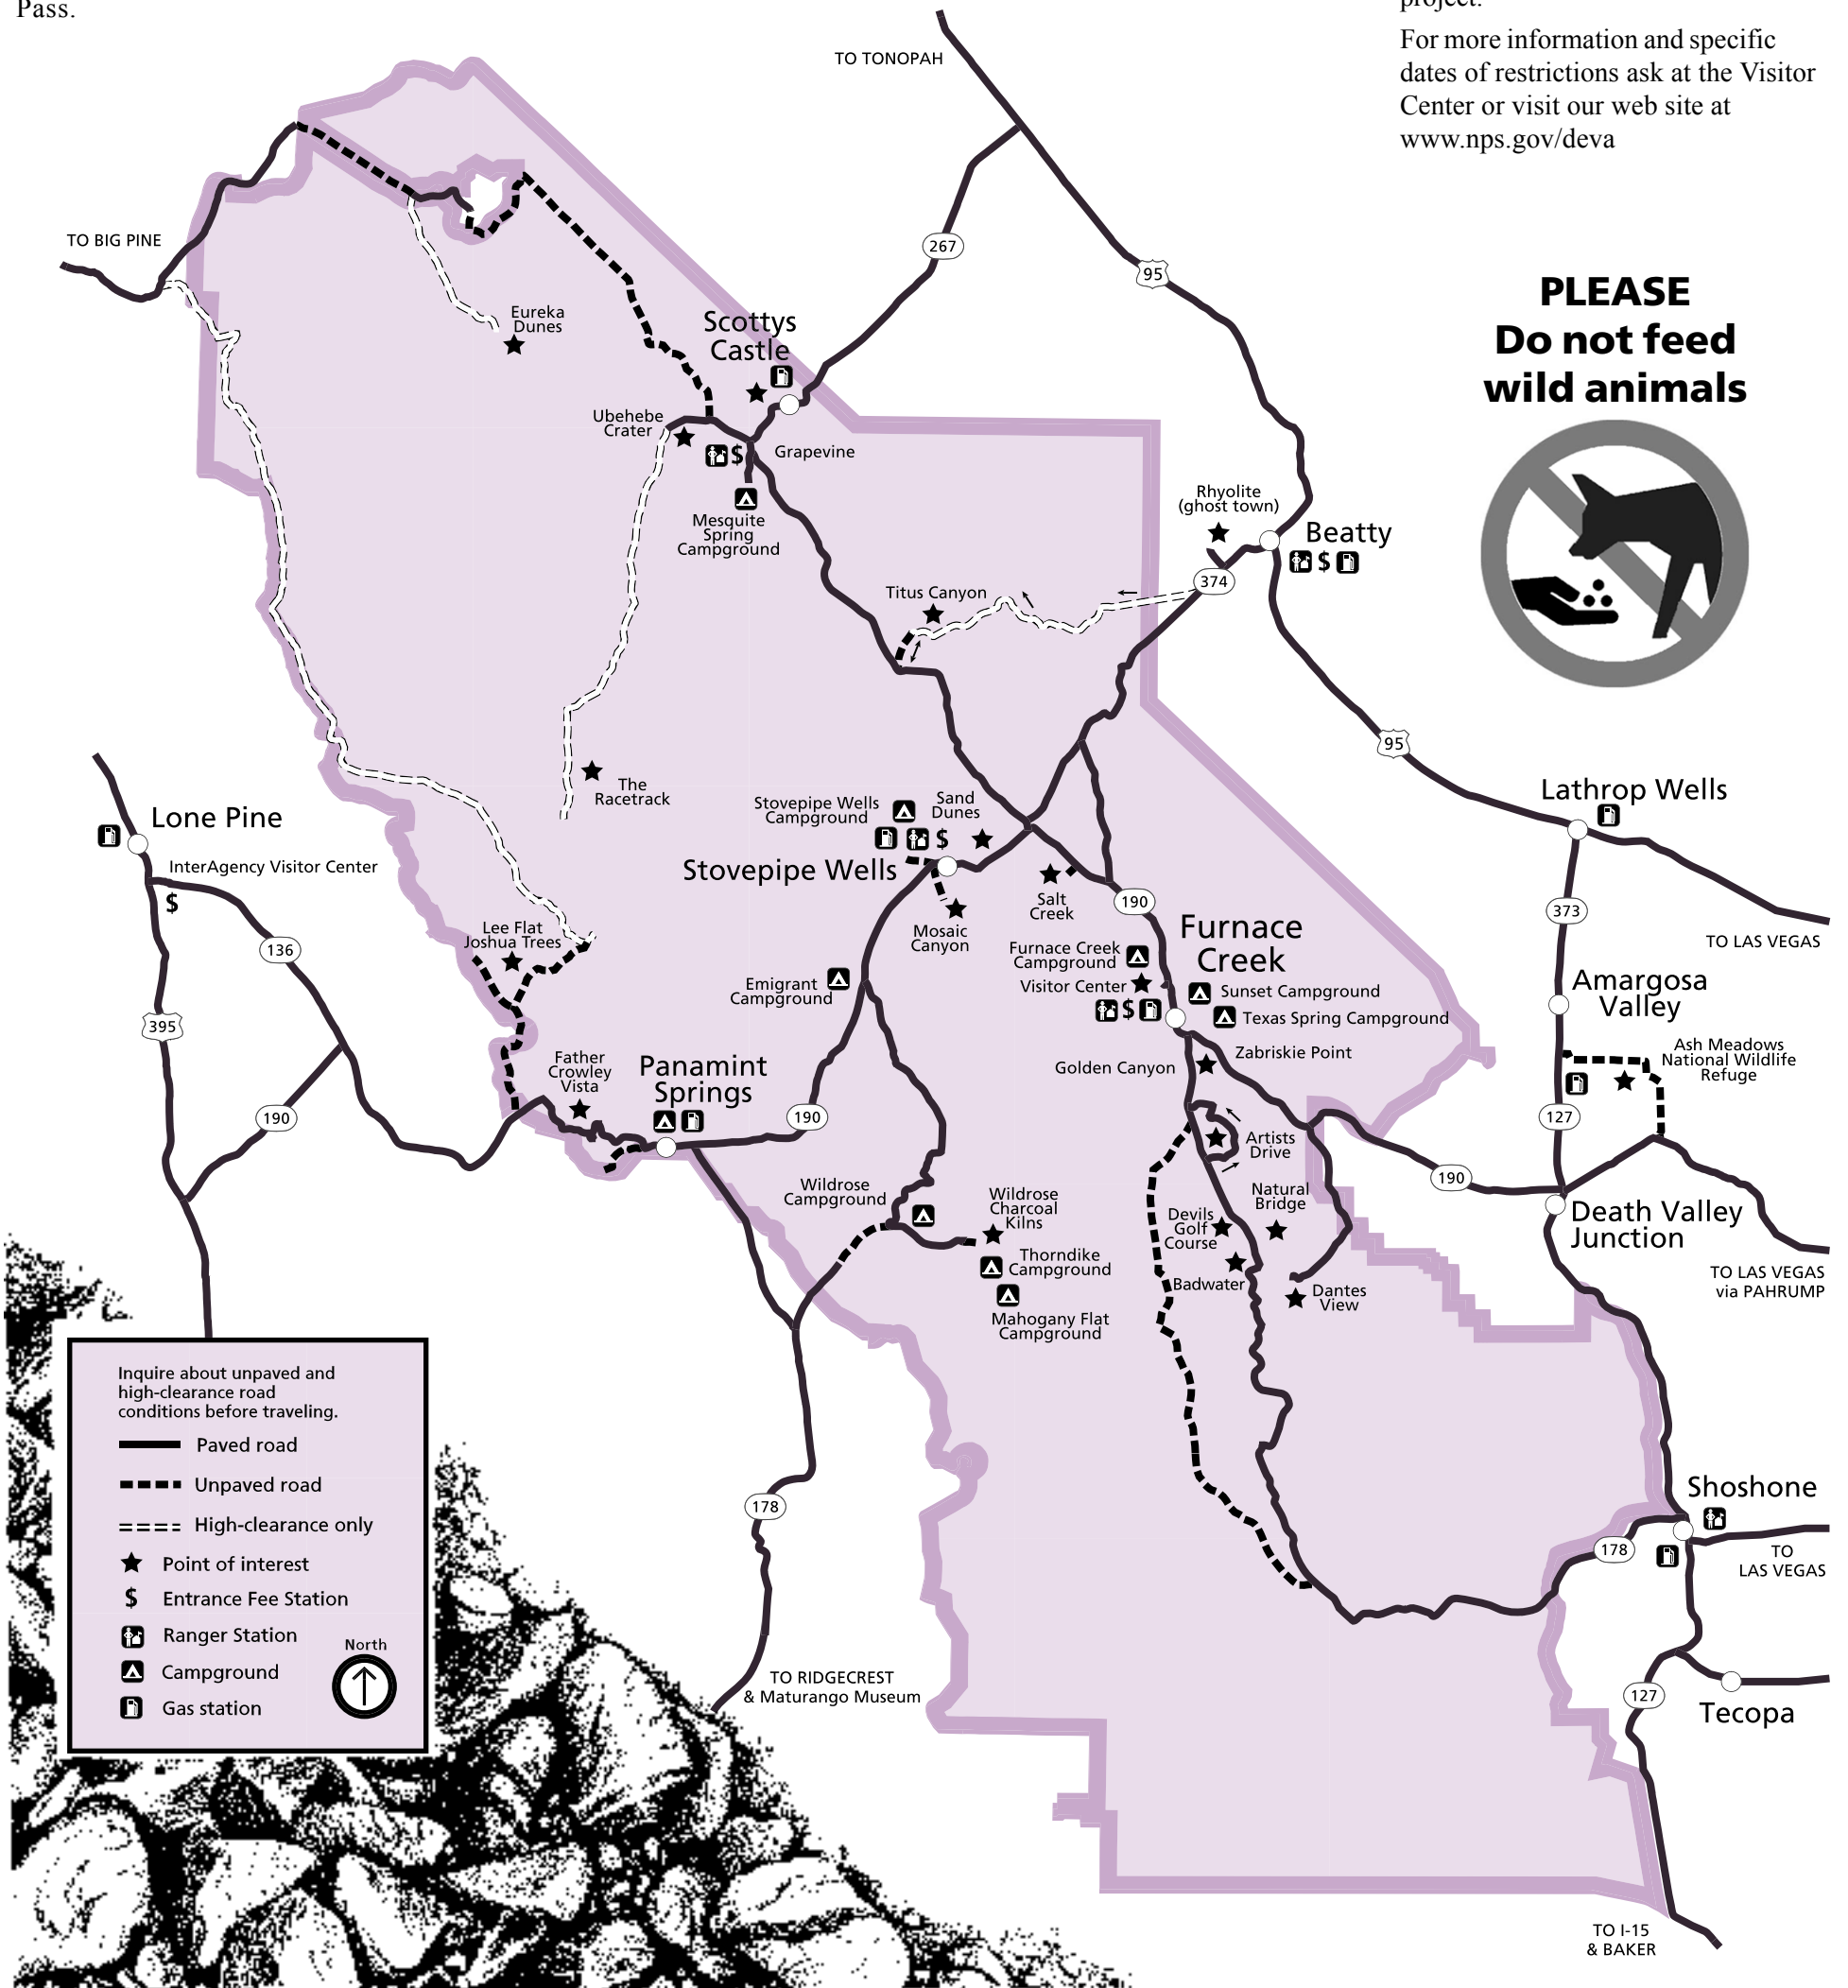 Pass.
project.
For more information and specific
dates of restrictions ask at the Visitor
Center or visit our web site at
www.nps.gov/deva
TO TONOPAH
TO BIG PINE
267
95
PLEASE
Do not feed
wild animals
Eureka
Dunes
Scottys
Castle
Ubehebe
Crater
Grapevine
$
Mesquite
Spring
Campground
Rhyolite
(ghost town)
Beatty
$
374
Titus Canyon
95
The
Racetrack
Lathrop Wells
Stovepipe Wells
Campground
Sand
Dunes
$
Stovepipe Wells
Lone Pine
InterAgency Visitor Center
$
136
395
190
Salt
Creek
190
Mosaic
Canyon
373
TO LAS VEGAS
Lee Flat
Joshua Trees
Furnace
Creek
Furnace Creek
Campground
Visitor Center
$
Sunset Campground
Texas Spring Campground
Emigrant
Campground
Amargosa
Valley
Ash Meadows
National Wildlife
Refuge
127
Father
Crowley
Vista
Panamint
Springs
190
Golden Canyon
Zabriskie Point
Artists
Drive
190
Wildrose
Campground
Wildrose
Charcoal
Kilns
Natural
Bridge
Devils
Golf
Course
Death Valley
Junction
Thorndike
Campground
Badwater
Dantes
View
TO LAS VEGAS
via PAHRUMP
Mahogany Flat
Campground
Inquire about unpaved and
high-clearance road
conditions before traveling.
Paved road
Unpaved road
High-clearance only
Point of interest
$ Entrance Fee Station
Ranger Station
Campground
Gas station
North
178
Shoshone
178
TO
LAS VEGAS
TO RIDGECREST
& Maturango Museum
127
Tecopa
TO I-15
& BAKER